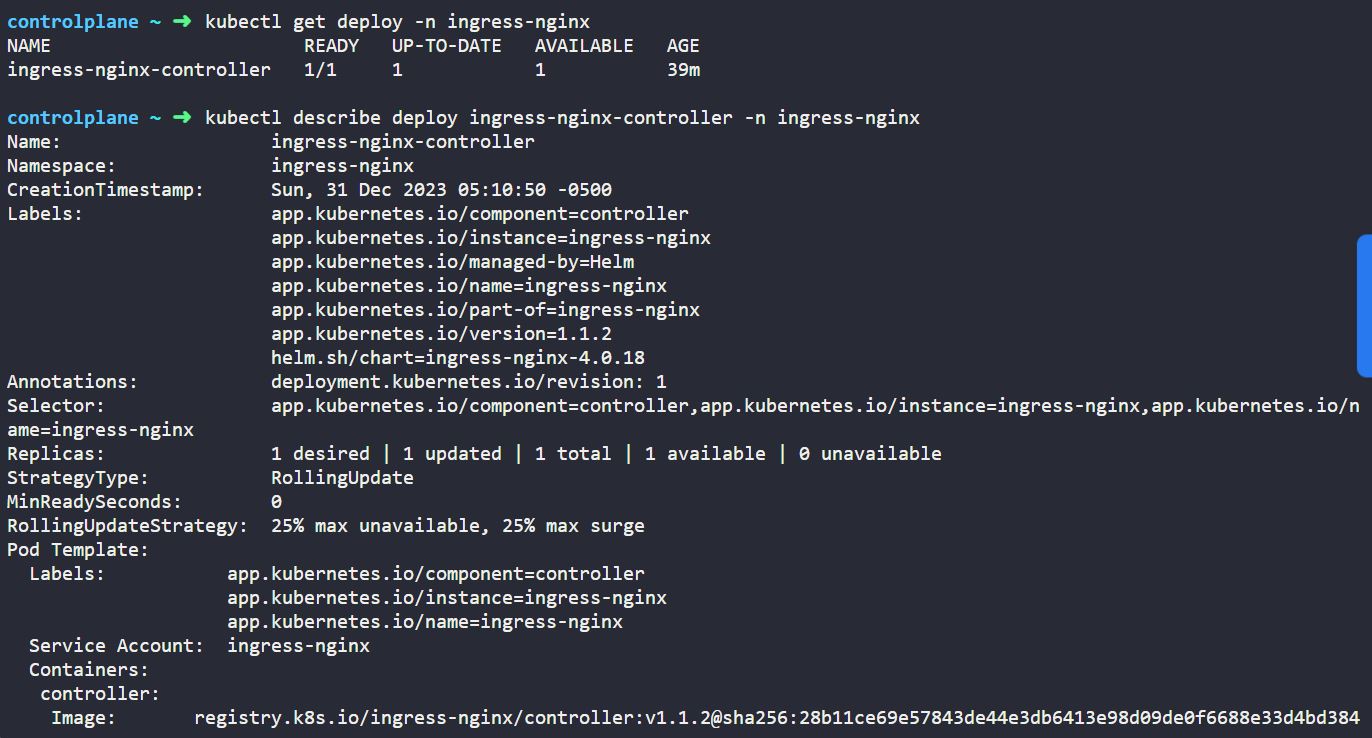 controlplane ~ ➜ kubectl get deploy -n ingress-nginx
NAME                       READY   UP-TO-DATE   AVAILABLE   AGE
ingress-nginx-controller   1/1     1            1           39m
controlplane ~ ➜ kubectl describe deploy ingress-nginx-controller -n ingress-nginx
Name:                   ingress-nginx-controller
Namespace:              ingress-nginx
CreationTimestamp:      Sun, 31 Dec 2023 05:10:50 -0500
Labels:                 app.kubernetes.io/component=controller
                        app.kubernetes.io/instance=ingress-nginx
                        app.kubernetes.io/managed-by=Helm
                        app.kubernetes.io/name=ingress-nginx
                        app.kubernetes.io/part-of=ingress-nginx
                        app.kubernetes.io/version=1.1.2
                        helm.sh/chart=ingress-nginx-4.0.18
Annotations:            deployment.kubernetes.io/revision: 1
Selector:               app.kubernetes.io/component=controller,app.kubernetes.io/instance=ingress-nginx,app.kubernetes.io/n
ame=ingress-nginx
Replicas:               1 desired | 1 updated | 1 total | 1 available | 0 unavailable
StrategyType:           RollingUpdate
MinReadySeconds:        0
RollingUpdateStrategy:  25% max unavailable, 25% max surge
Pod Template:
  Labels:           app.kubernetes.io/component=controller
                    app.kubernetes.io/instance=ingress-nginx
                    app.kubernetes.io/name=ingress-nginx
  Service Account:  ingress-nginx
  Containers:
   controller:
    Image:       registry.k8s.io/ingress-nginx/controller:v1.1.2@sha256:28b11ce69e57843de44e3db6413e98d09de0f6688e33d4bd384